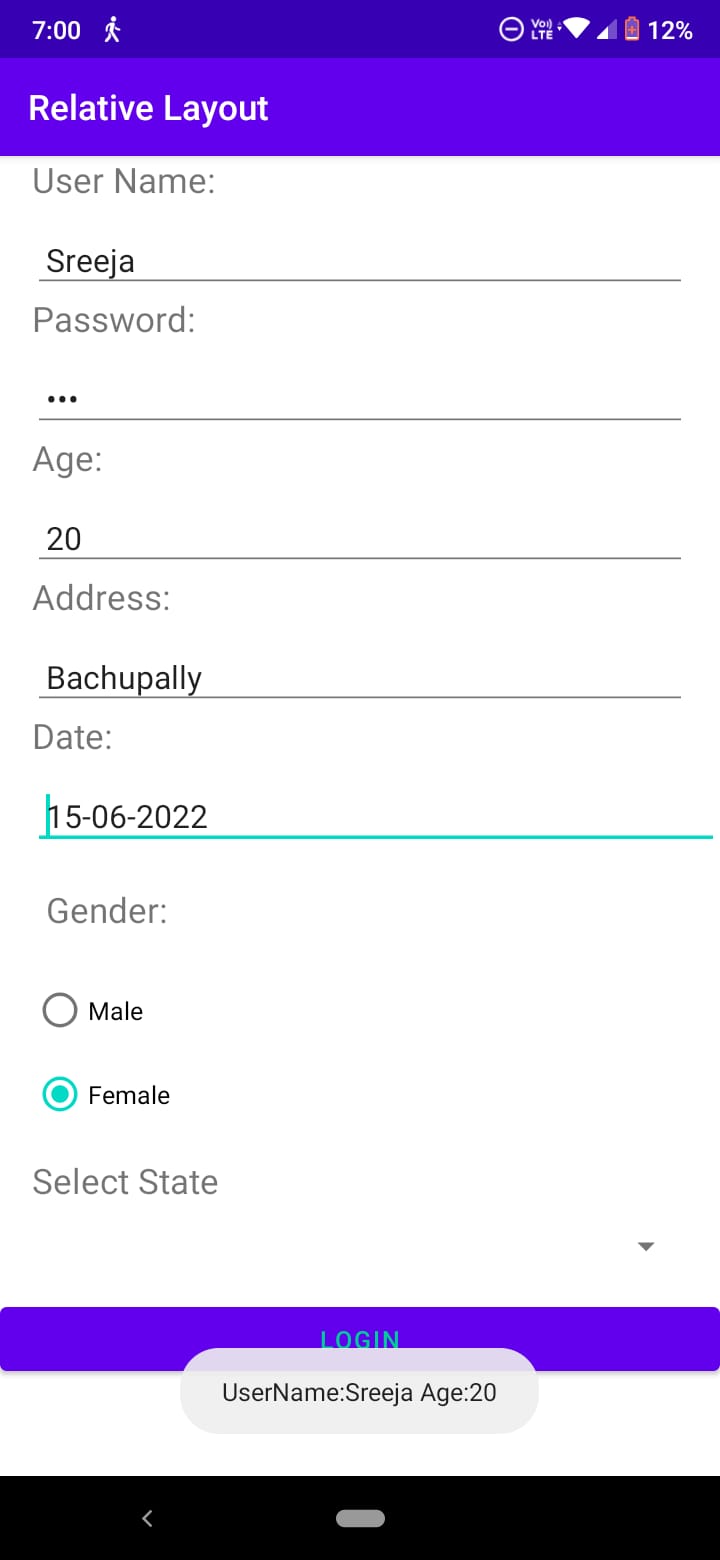 7:00 Vo) LTE 12%
Relative Layout
User Name:
Sreeja
Password:
•••
Age:
20
Address:
Bachupally
Date:
15-06-2022
Gender:
Male
Female
Select State
LOGIN
UserName:Sreeja Age:20